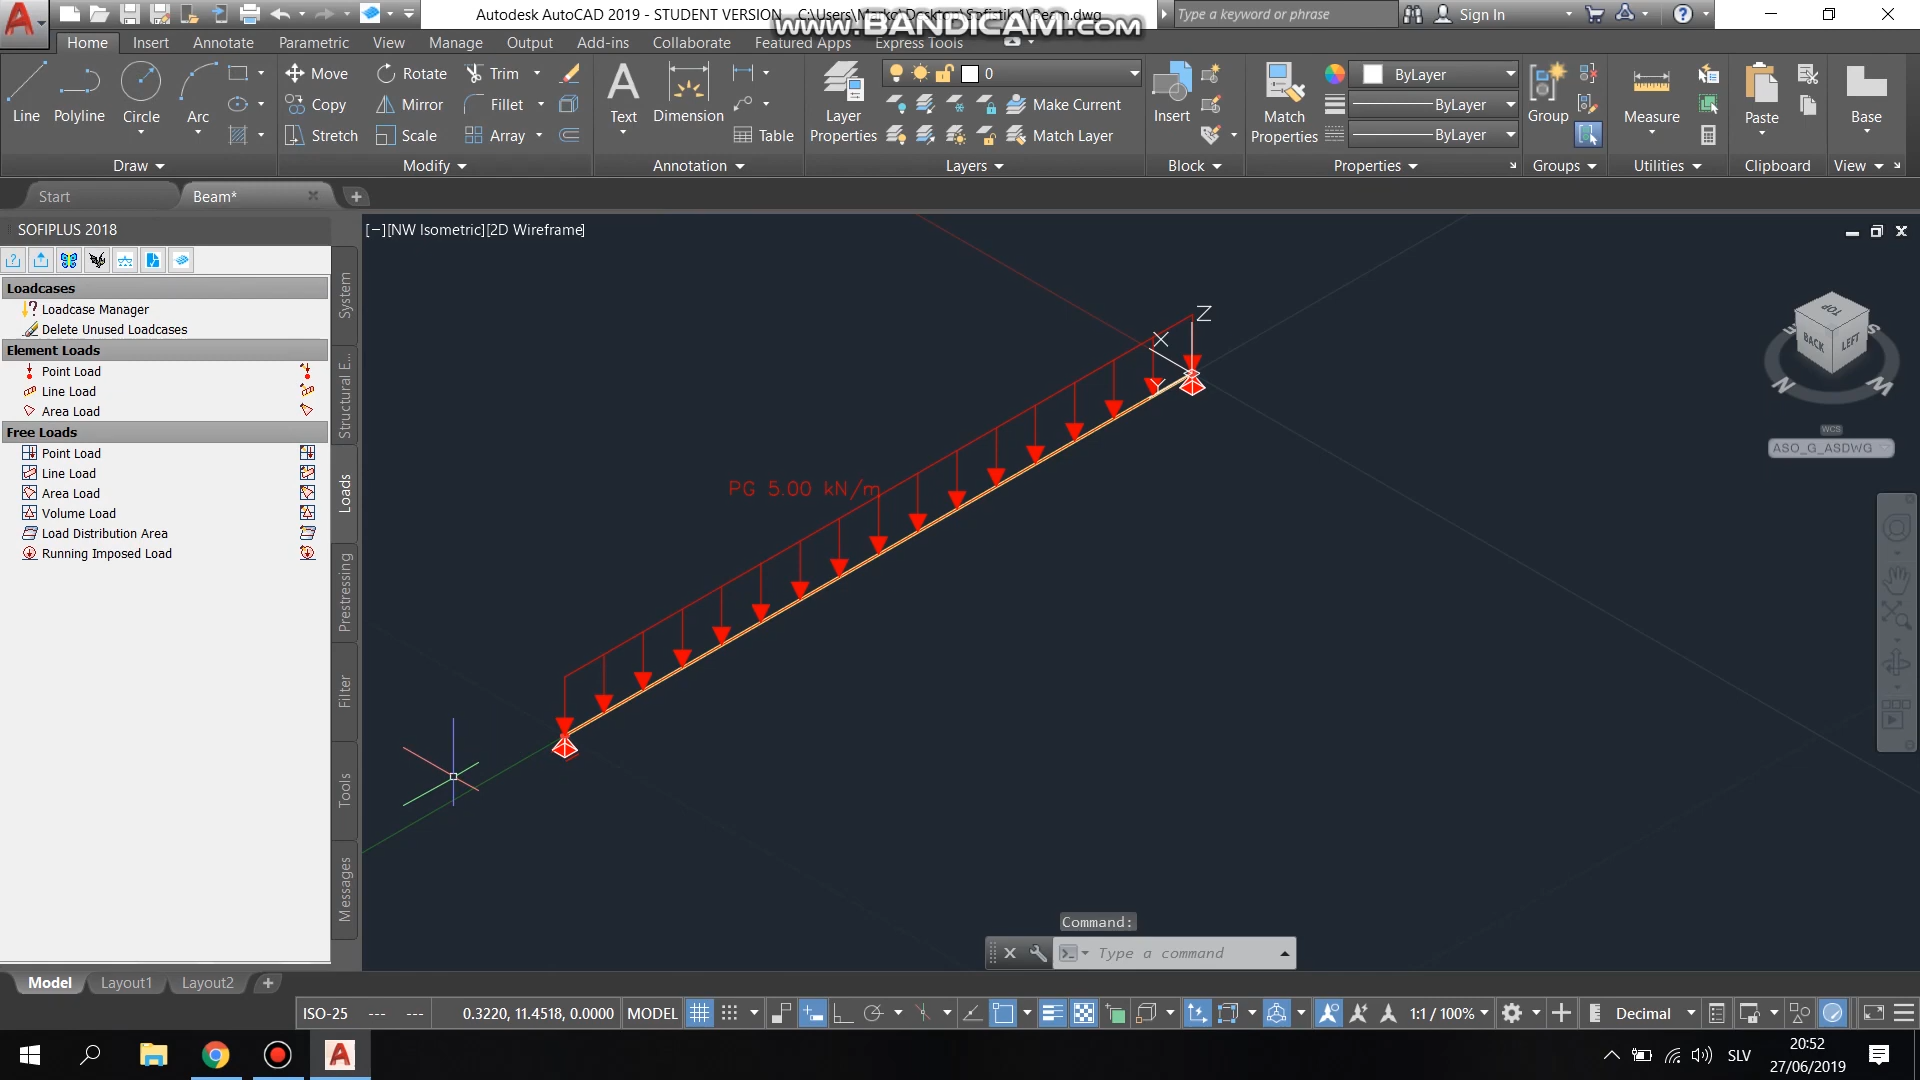 Autodesk AutoCAD 2019 - STUDENT VERSION C:\Users\Marko\Desktop\Sofistik 1\Beam.dwg
www.BANDICAM.com
Type a keyword or phrase
Sign In
Home Insert Annotate Parametric View Manage Output Add-ins Collaborate Featured Apps Express Tools
Line Polyline Circle Arc
Move Rotate Trim
Copy Mirror Fillet
Stretch Scale Array
Text Dimension Table
Layer Properties
0
Make Current
Match Layer
Insert
Match Properties
ByLayer
ByLayer
ByLayer
Group
Measure
Paste
Base
Draw Modify Annotation Layers Block Properties Groups Utilities Clipboard View
Start Beam*
SOFIPLUS 2018
Loadcases
Loadcase Manager
Delete Unused Loadcases
Element Loads
Point Load
Line Load
Area Load
Free Loads
Point Load
Line Load
Area Load
Volume Load
Load Distribution Area
Running Imposed Load
System
Structural E...
Loads
Prestressing
Filter
Tools
Messages
[−][NW Isometric][2D Wireframe]
Z
X
Y
PG 5.00 kN/m
TOP
BACK
LEFT
S
N
M
WCS
ASO_G_ASDWG
Command:
Type a command
Model Layout1 Layout2
ISO-25 --- --- 0.3220, 11.4518, 0.0000 MODEL 1:1 / 100% Decimal
SLV
20:52
27/06/2019